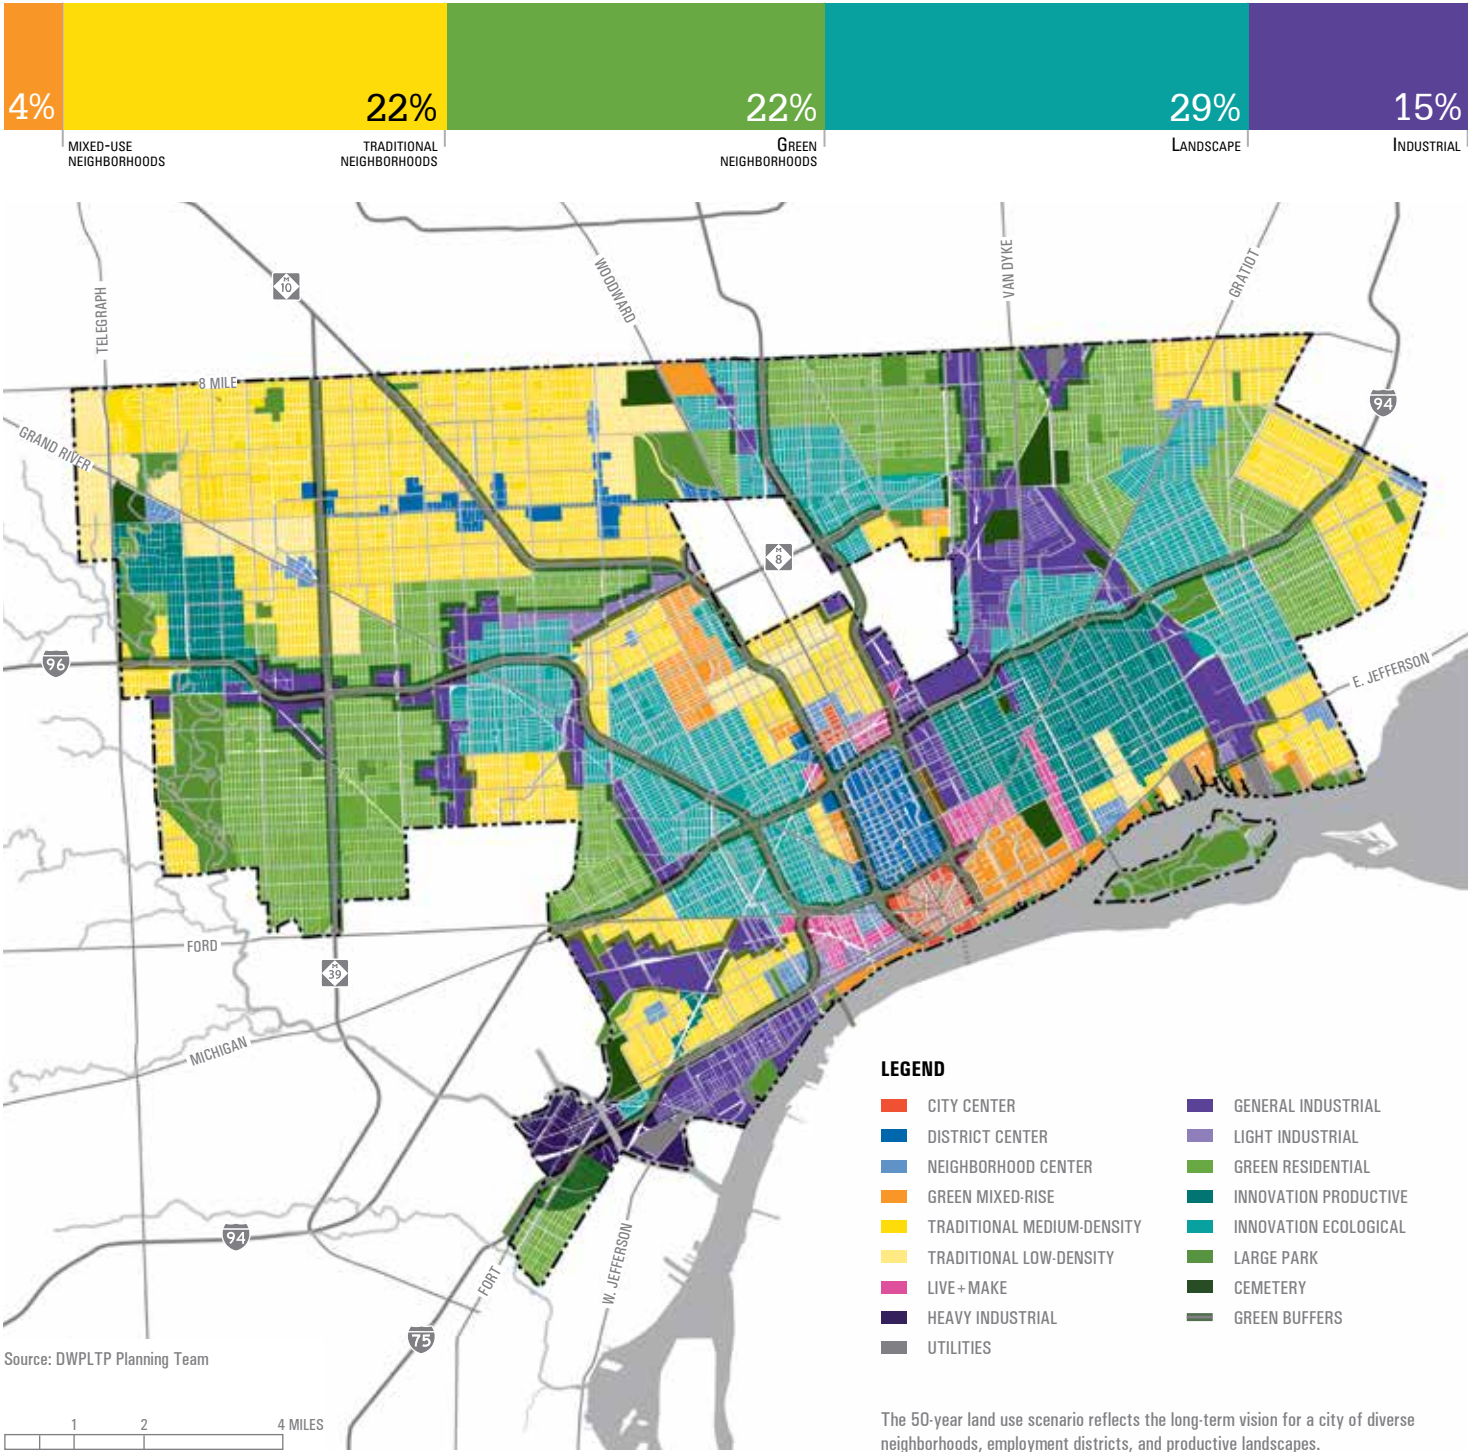 4%
22%
22%
29%
15%
MIXED-USE
NEIGHBORHOODS
TRADITIONAL
NEIGHBORHOODS
GREEN
NEIGHBORHOODS
LANDSCAPE
INDUSTRIAL
TELEGRAPH
M
10
WOODWARD
VAN DYKE
GRATIOT
8 MILE
94
GRAND RIVER
M
8
96
E. JEFFERSON
FORD
M
39
MICHIGAN
94
FORT
W. JEFFERSON
75
LEGEND
CITY CENTER
DISTRICT CENTER
NEIGHBORHOOD CENTER
GREEN MIXED-RISE
TRADITIONAL MEDIUM-DENSITY
TRADITIONAL LOW-DENSITY
LIVE+MAKE
HEAVY INDUSTRIAL
UTILITIES
GENERAL INDUSTRIAL
LIGHT INDUSTRIAL
GREEN RESIDENTIAL
INNOVATION PRODUCTIVE
INNOVATION ECOLOGICAL
LARGE PARK
CEMETERY
GREEN BUFFERS
Source: DWPLTP Planning Team
1 2 4 MILES
The 50-year land use scenario reflects the long-term vision for a city of diverse
neighborhoods, employment districts, and productive landscapes.